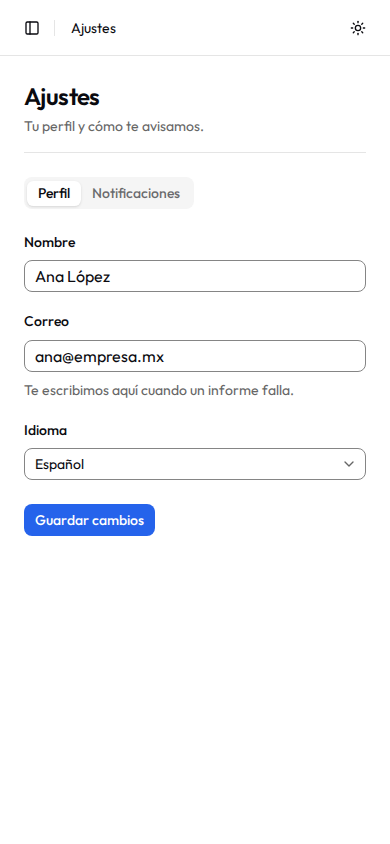 Ajustes
Ajustes
Tu perfil y cómo te avisamos.
Perfil Notificaciones
Nombre
Ana López
Correo
ana@empresa.mx
Te escribimos aquí cuando un informe falla.
Idioma
Español
Guardar cambios